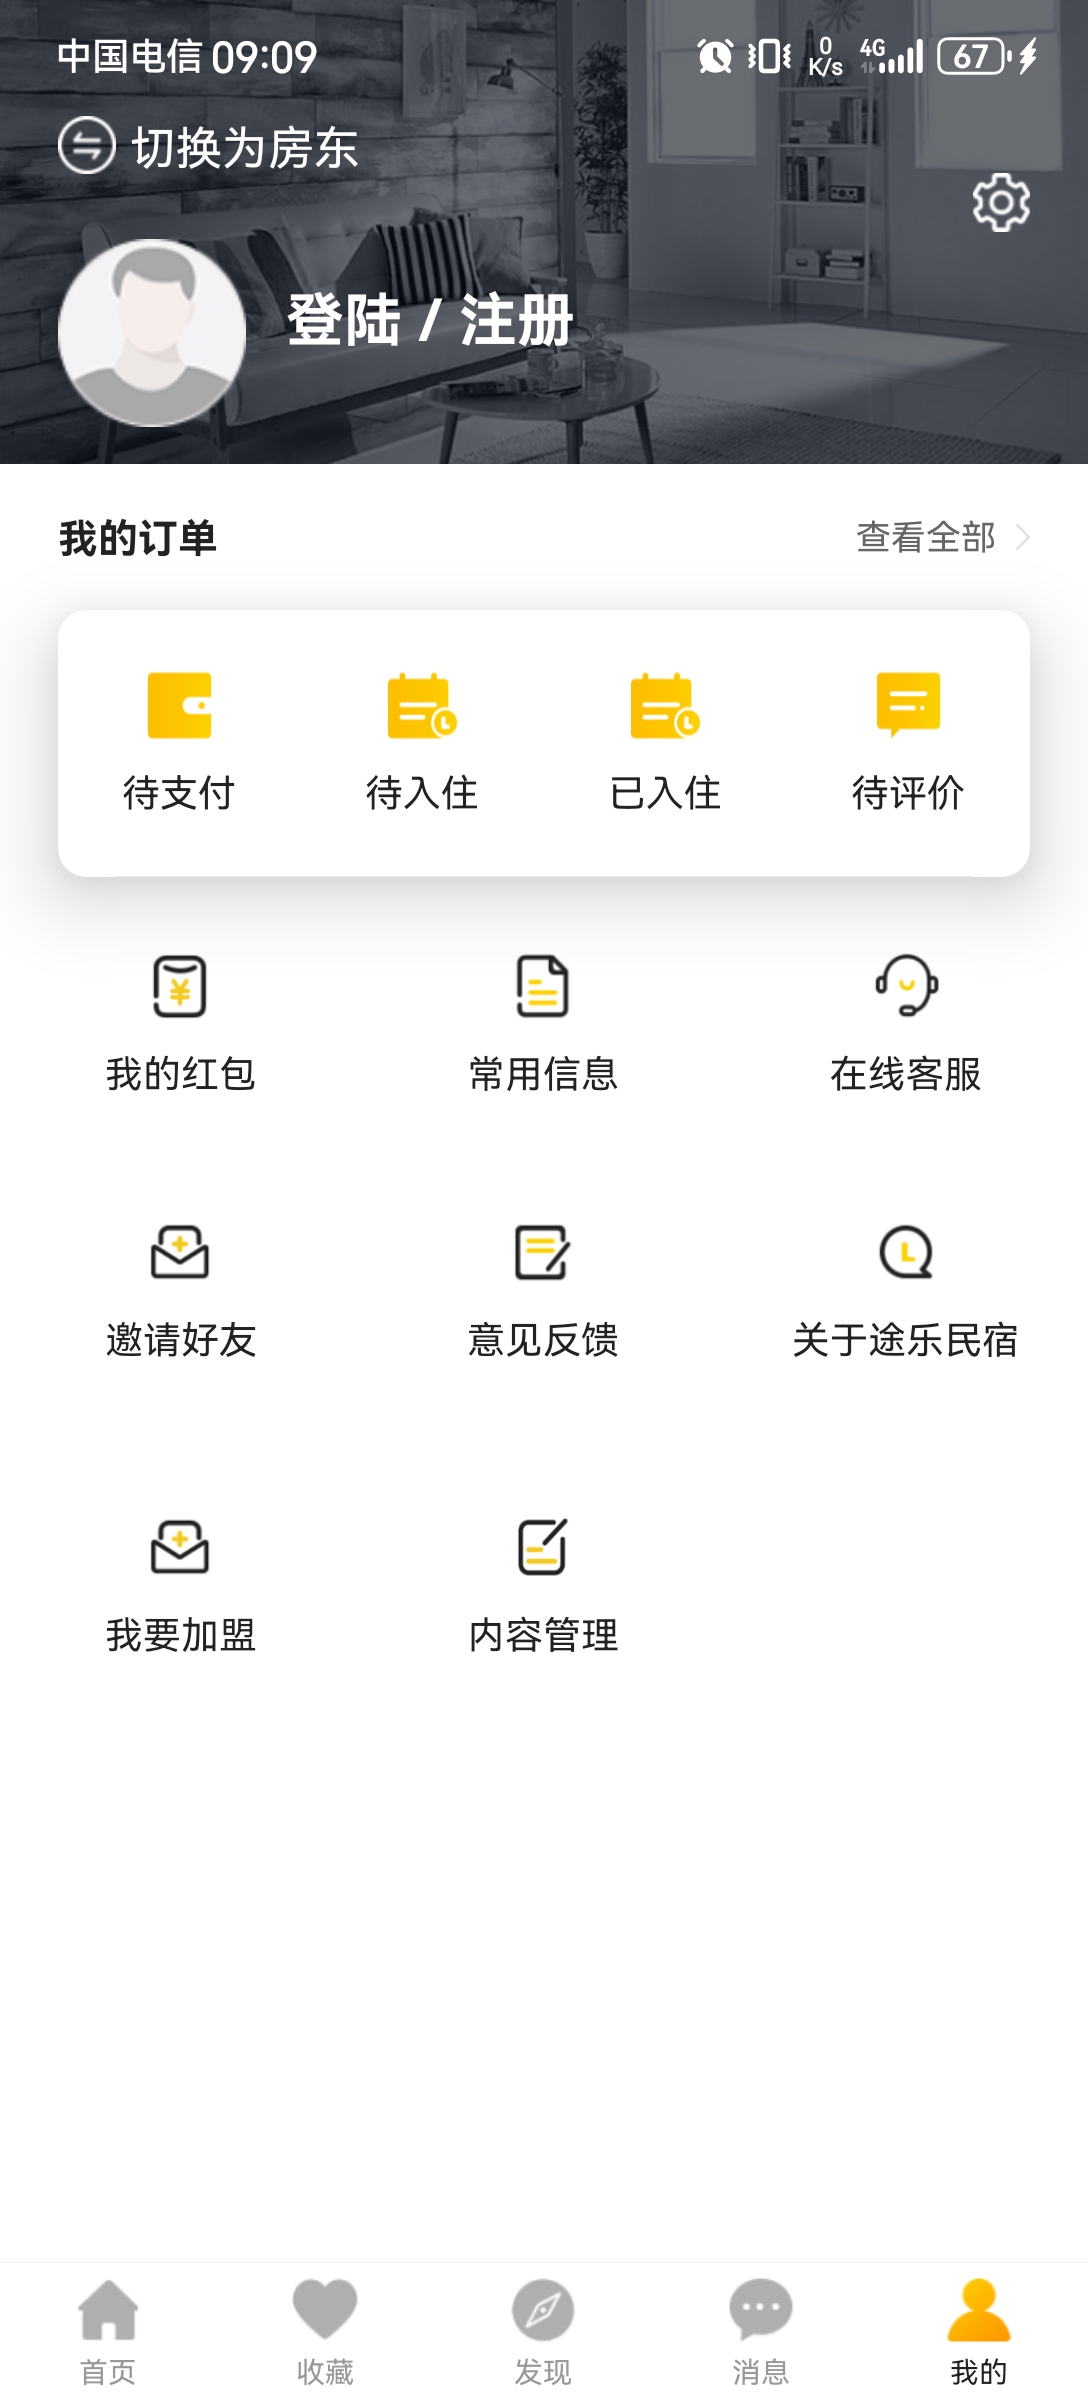 中国电信 09:09
0 K/s 4G 67
切换为房东
登陆 / 注册
我的订单 查看全部
待支付 待入住 已入住 待评价
我的红包 常用信息 在线客服
邀请好友 意见反馈 关于途乐民宿
我要加盟 内容管理
首页 收藏 发现 消息 我的